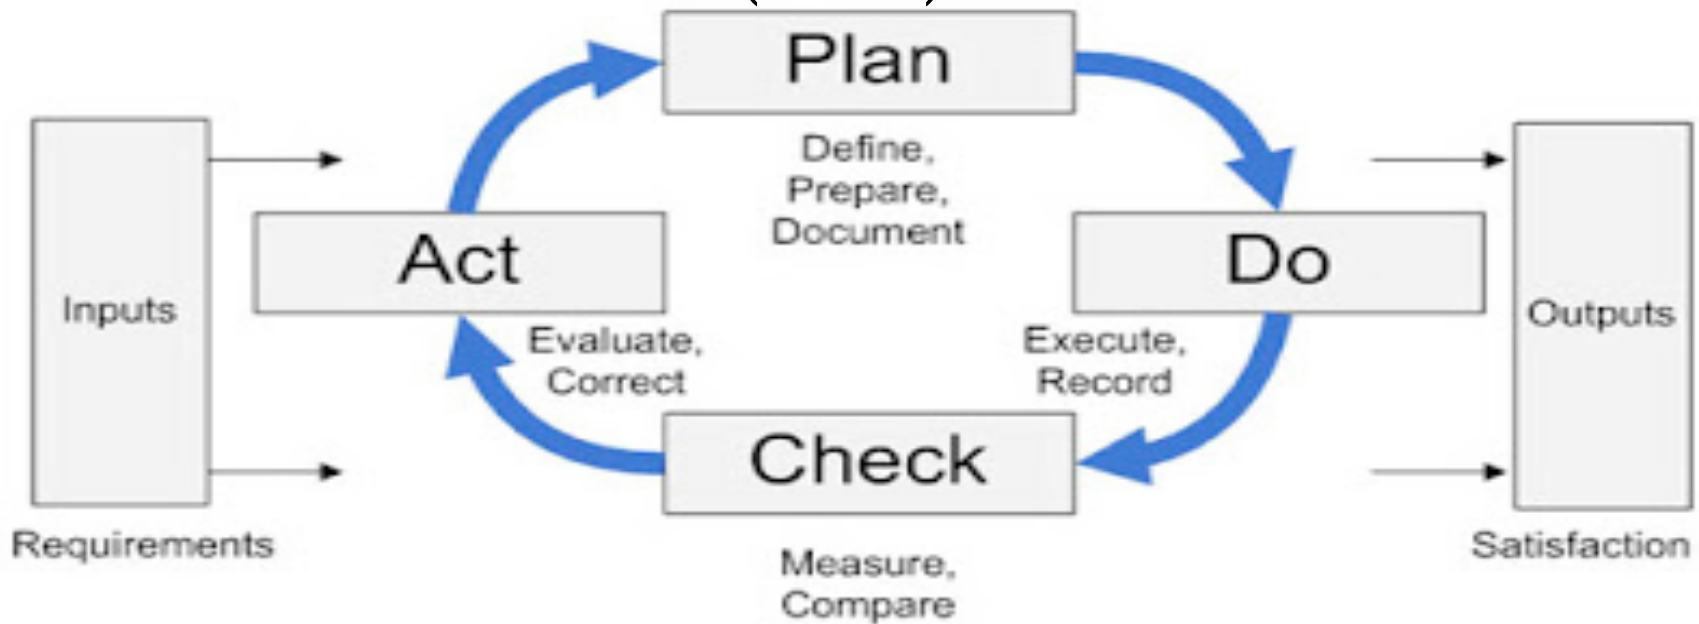 Plan
Define,
Prepare,
Document
Act
Do
Inputs
Outputs
Evaluate,
Correct
Execute,
Record
Check
Requirements
Satisfaction
Measure,
Compare